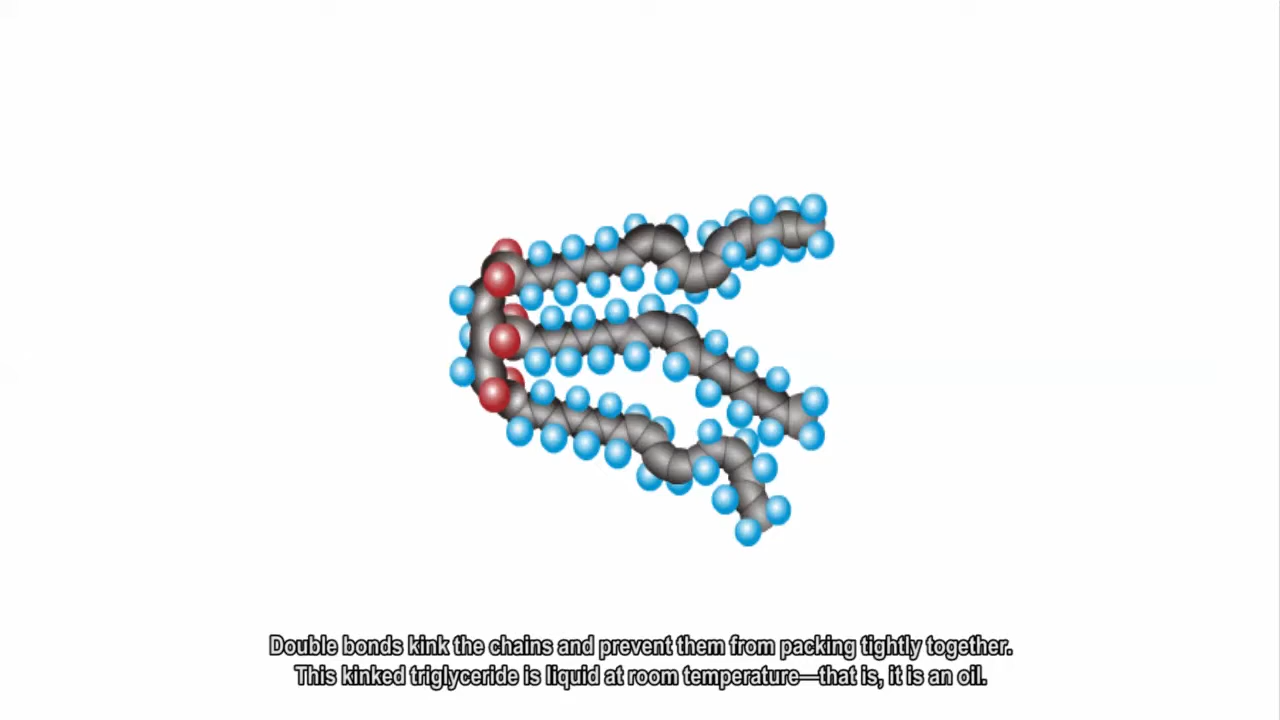 Double bonds kink the chains and prevent them from packing tightly together.
This kinked triglyceride is liquid at room temperature—that is, it is an oil.